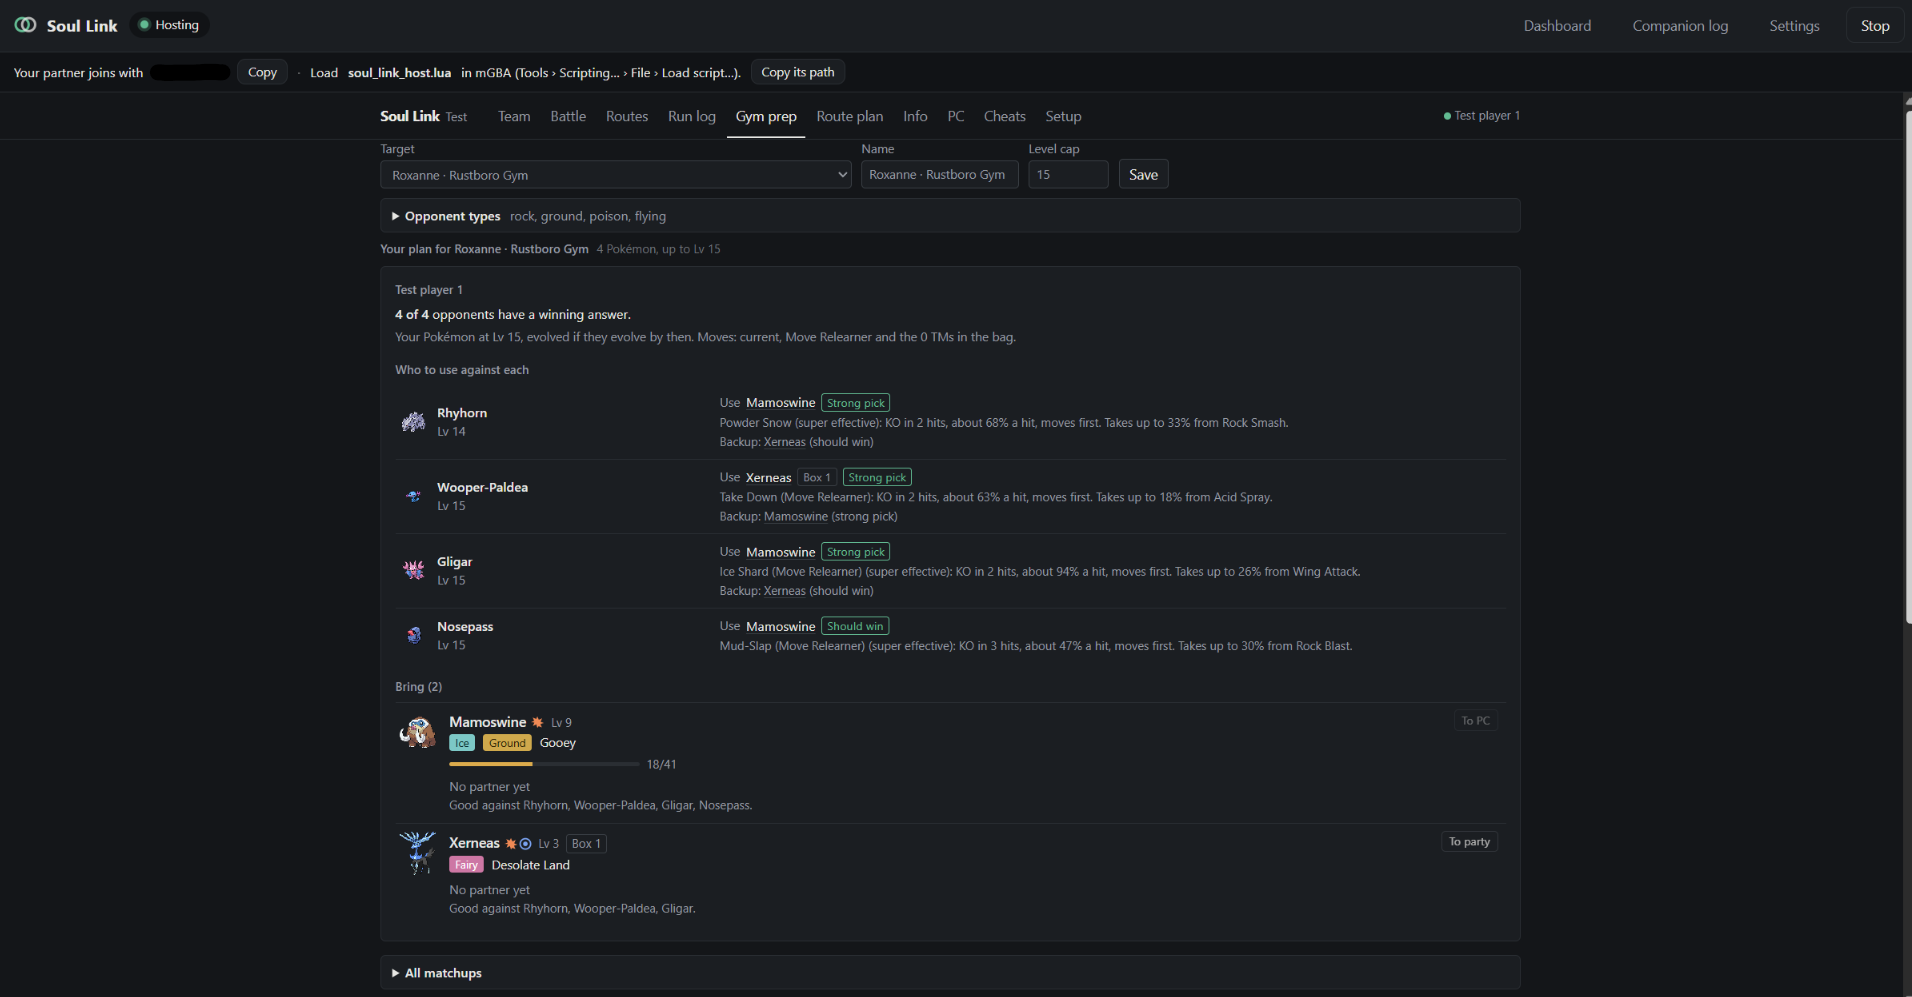 Soul Link Hosting Dashboard Companion log Settings Stop
Your partner joins with Copy · Load soul_link_host.lua in mGBA (Tools › Scripting... › File › Load script...). Copy its path
Soul Link Test Team Battle Routes Run log Gym prep Route plan Info PC Cheats Setup Test player 1
Target Name Level cap
Roxanne · Rustboro Gym Roxanne · Rustboro Gym 15 Save
Opponent types rock, ground, poison, flying
Your plan for Roxanne · Rustboro Gym 4 Pokémon, up to Lv 15
Test player 1
4 of 4 opponents have a winning answer.
Your Pokémon at Lv 15, evolved if they evolve by then. Moves: current, Move Relearner and the 0 TMs in the bag.
Who to use against each
Rhyhorn
Lv 14
Use Mamoswine Strong pick
Powder Snow (super effective): KO in 2 hits, about 68% a hit, moves first. Takes up to 33% from Rock Smash.
Backup: Xerneas (should win)
Wooper-Paldea
Lv 15
Use Xerneas Box 1 Strong pick
Take Down (Move Relearner): KO in 2 hits, about 63% a hit, moves first. Takes up to 18% from Acid Spray.
Backup: Mamoswine (strong pick)
Gligar
Lv 15
Use Mamoswine Strong pick
Ice Shard (Move Relearner) (super effective): KO in 2 hits, about 94% a hit, moves first. Takes up to 26% from Wing Attack.
Backup: Xerneas (should win)
Nosepass
Lv 15
Use Mamoswine Should win
Mud-Slap (Move Relearner) (super effective): KO in 3 hits, about 47% a hit, moves first. Takes up to 30% from Rock Blast.
Bring (2)
Mamoswine Lv 9 To PC
Ice Ground Gooey
18/41
No partner yet
Good against Rhyhorn, Wooper-Paldea, Gligar, Nosepass.
Xerneas Lv 3 Box 1 To party
Fairy Desolate Land
No partner yet
Good against Rhyhorn, Wooper-Paldea, Gligar.
All matchups